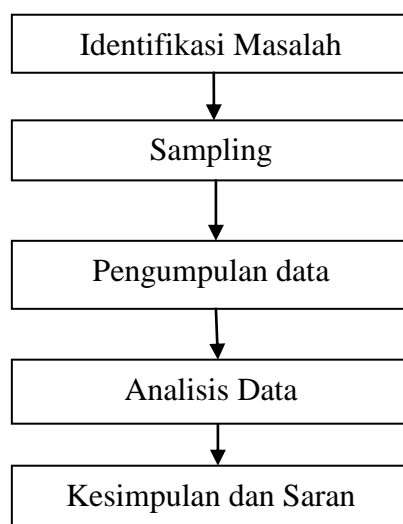 Identifikasi Masalah
Sampling
Pengumpulan data
Analisis Data
Kesimpulan dan Saran